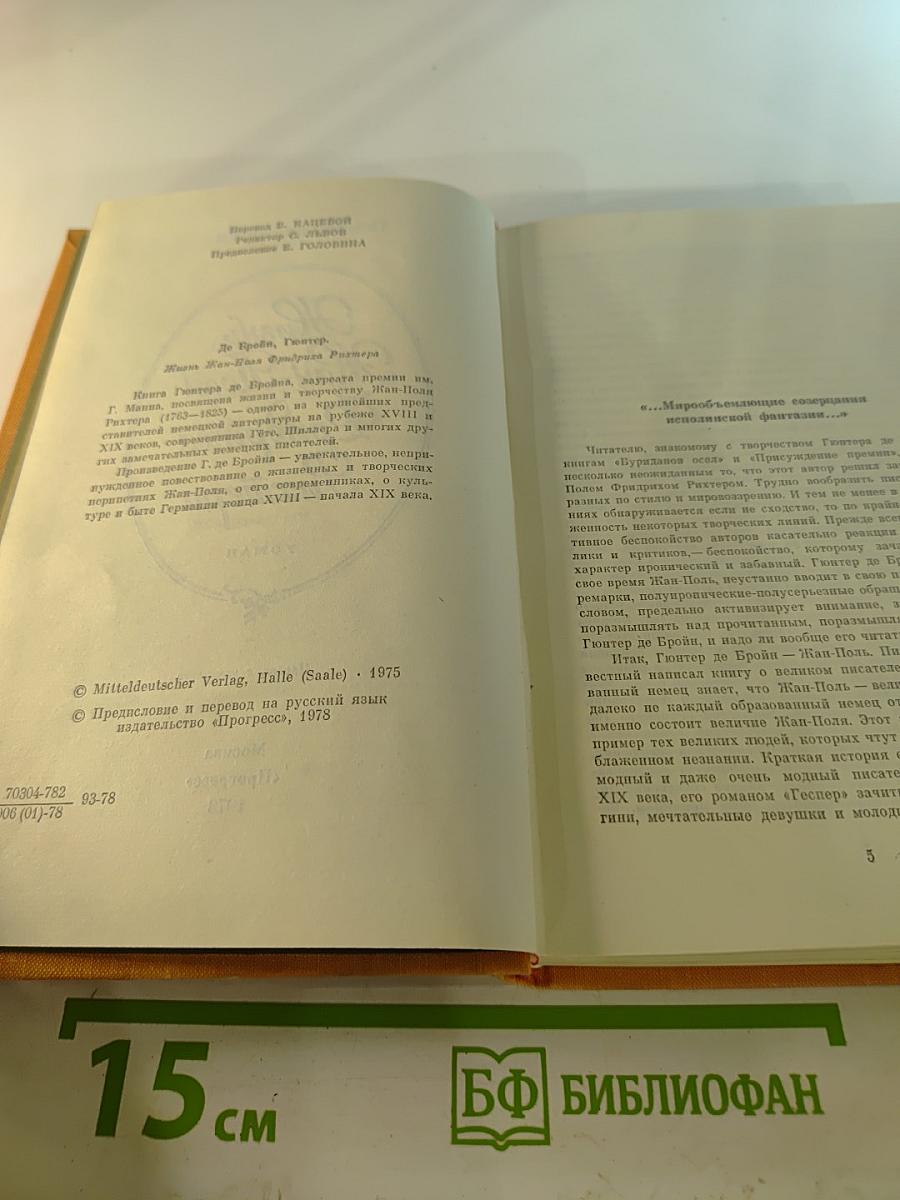 Перевод Е. КАЦЕВОЙ
Редактор С. ЛЬВОВ
Предисловие Е. ГОЛОВИНА
Де Бройн, Гюнтер.
Жизнь Жан-Поля Фридриха Рихтера
Книга Гюнтера де Бройна, лауреата премии им.
Г. Манна, посвящена жизни и творчеству Жан-Поля
Рихтера (1763—1825) — одного из крупнейших пред-
ставителей немецкой литературы на рубеже XVIII и
XIX веков, современника Гёте, Шиллера и многих дру-
гих замечательных немецких писателей.
Произведение Г. де Бройна — увлекательное, непри-
нужденное повествование о жизненных и творческих
перипетиях Жан-Поля, о его современниках, о куль-
туре и быте Германии конца XVIII — начала XIX века.
РОМАН
© Mitteldeutscher Verlag, Halle (Saale) · 1975
© Предисловие и перевод на русский язык
издательство «Прогресс», 1978
70304-782
006 (01)-78
93-78
«...Мирообъемлющие созерцания
исполинской фантазии...»
Читателю, знакомому с творчеством Гюнтера де
книгам «Буриданов осел» и «Присуждение премии»,
несколько неожиданным то, что этот автор решил
Полем Фридрихом Рихтером. Трудно вообразить
разных по стилю и мировоззрению. И тем не менее в
ниях обнаруживается если не сходство, то по край
женность некоторых творческих линий. Прежде все
тивное беспокойство авторов касательно реакции
лики и критиков,— беспокойство, которому зач
характер иронический и забавный. Гюнтер де Бр
свое время Жан-Поль, неустанно вводит в свою п
ремарки, полуиронические-полусерьезные обращ
словом, предельно активизирует внимание, з
поразмышлять над прочитанным, поразмышля
Гюнтер де Бройн, и надо ли вообще его читат
Итак, Гюнтер де Бройн — Жан-Поль. Пи
вестный написал книгу о великом писателе
ванный немец знает, что Жан-Поль — вели
далеко не каждый образованный немец от
именно состоит величие Жан-Поля. Этот
пример тех великих людей, которых чтут
блаженном незнании. Краткая история
модный и даже очень модный писате
XIX века, его романом «Геспер» зачит
гини, мечтательные девушки и молод
5
15 см
БФ БИБЛИОФАН